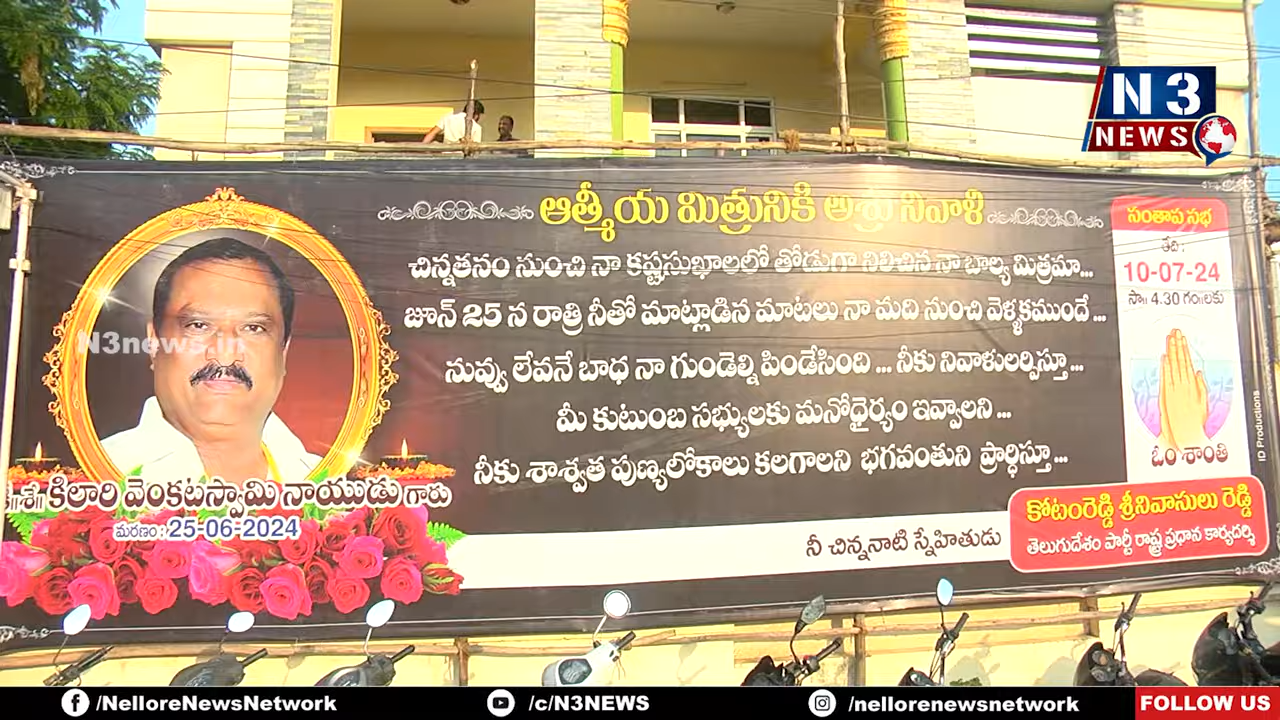 N3
NEWS
ఆత్మీయ మిత్రునికి అశ్రు నివాళి
చిన్నతనం నుంచి నా కష్టసుఖాలలో తోడుగా నిలిచిన నా బాల్య మిత్రమా...
జూన్ 25 న రాత్రి నీతో మాట్లాడిన మాటలు నా మది నుంచి వెళ్ళకముందే ...
నువ్వు లేవనే బాధ నా గుండెల్ని పిండేసింది ... నీకు నివాళులర్పిస్తూ ...
మీ కుటుంబ సభ్యులకు మనోధైర్యం ఇవ్వాలని ...
నీకు శాశ్వత పుణ్యలోకాలు కలగాలని భగవంతుని ప్రార్ధిస్తూ ...
నీ చిన్ననాటి స్నేహితుడు
కోటంరెడ్డి శ్రీనివాసులు రెడ్డి
తెలుగుదేశం పార్టీ రాష్ట్ర ప్రధాన కార్యదర్శి
సంతాప సభ
తేది :
10-07-24
సా॥ 4.30 గం॥లకు
ఓం శాంతి
ID Productions
N3news.in
కిలారి వెంకటస్వామి నాయుడు గారు
మరణం : 25-06-2024
/NelloreNewsNetwork
/c/N3NEWS
/nellorenewsnetwork
FOLLOW US